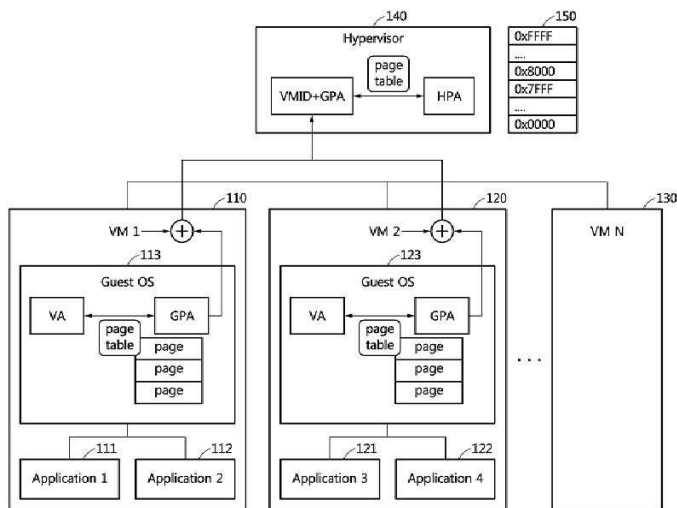 140
150
Hypervisor
page
table
VMID+GPA
HPA
0xFFFF
....
0x8000
0x7FFF
....
0x0000
110
120
130
VM 1
VM 2
VM N
113
123
Guest OS
Guest OS
VA
GPA
page
table
page
page
page
VA
GPA
page
table
page
page
page
. . .
111
112
121
122
Application 1
Application 2
Application 3
Application 4